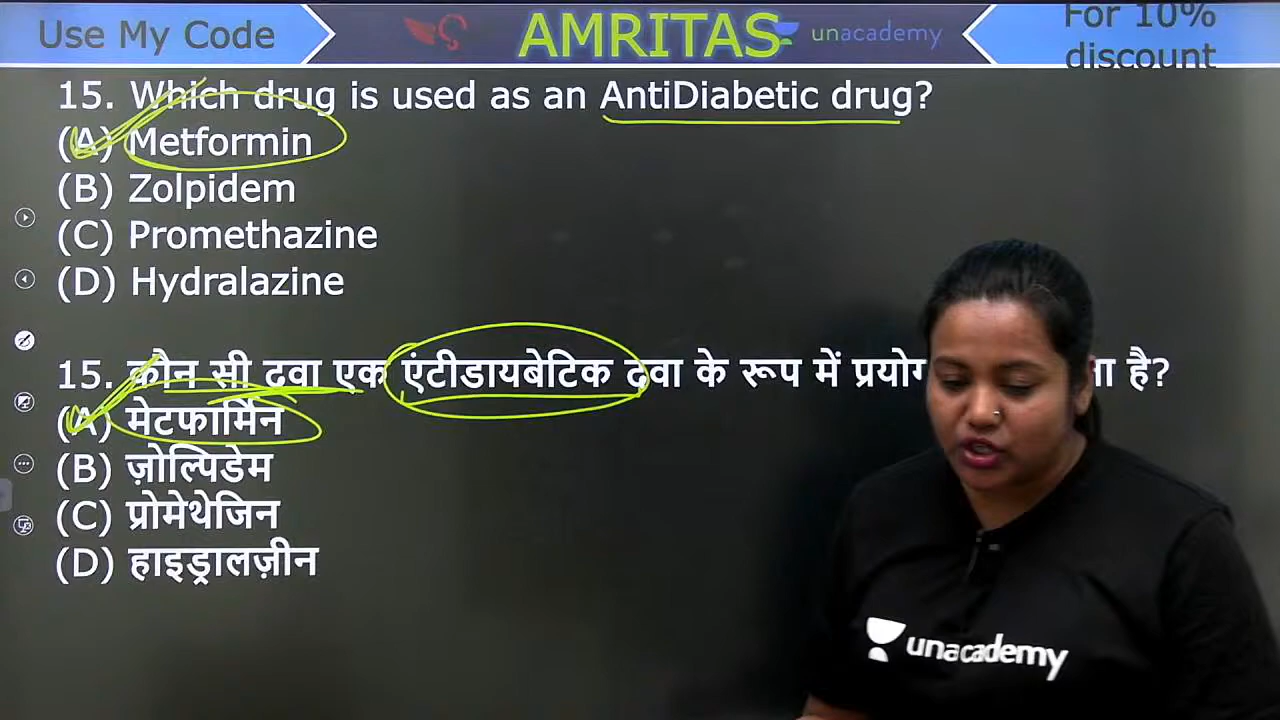 Use My Code
AMRITAS
unacademy
For 10%
discount
15. Which drug is used as an AntiDiabetic drug?
(A) Metformin
(B) Zolpidem
(C) Promethazine
(D) Hydralazine
15. कौन सी दवा एक एंटीडायबेटिक दवा के रूप में है?
(A) मेटफार्मिन
(B) ज़ोल्पिडेम
(C) प्रोमेथेजिन
(D) हाइड्रालज़ीन
unacademy